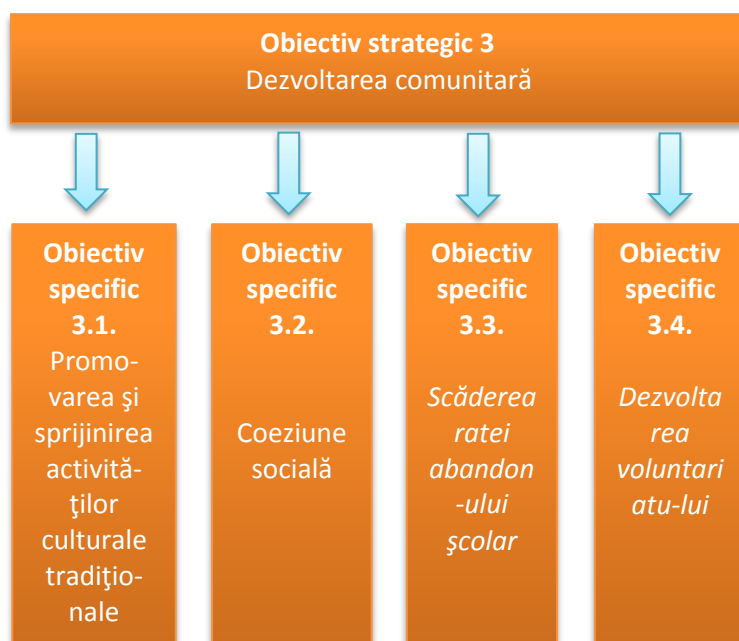 Obiectiv strategic 3
Dezvoltarea comunitară
Obiectiv
specific
3.1.
Promo-
varea şi
sprijinirea
activită-
ţilor
culturale
tradiţio-
nale
Obiectiv
specific
3.2.
Coeziune
socială
Obiectiv
specific
3.3.
Scăderea
ratei
abandon
-ului
şcolar
Obiectiv
specific
3.4.
Dezvolta
rea
voluntari
atu-lui